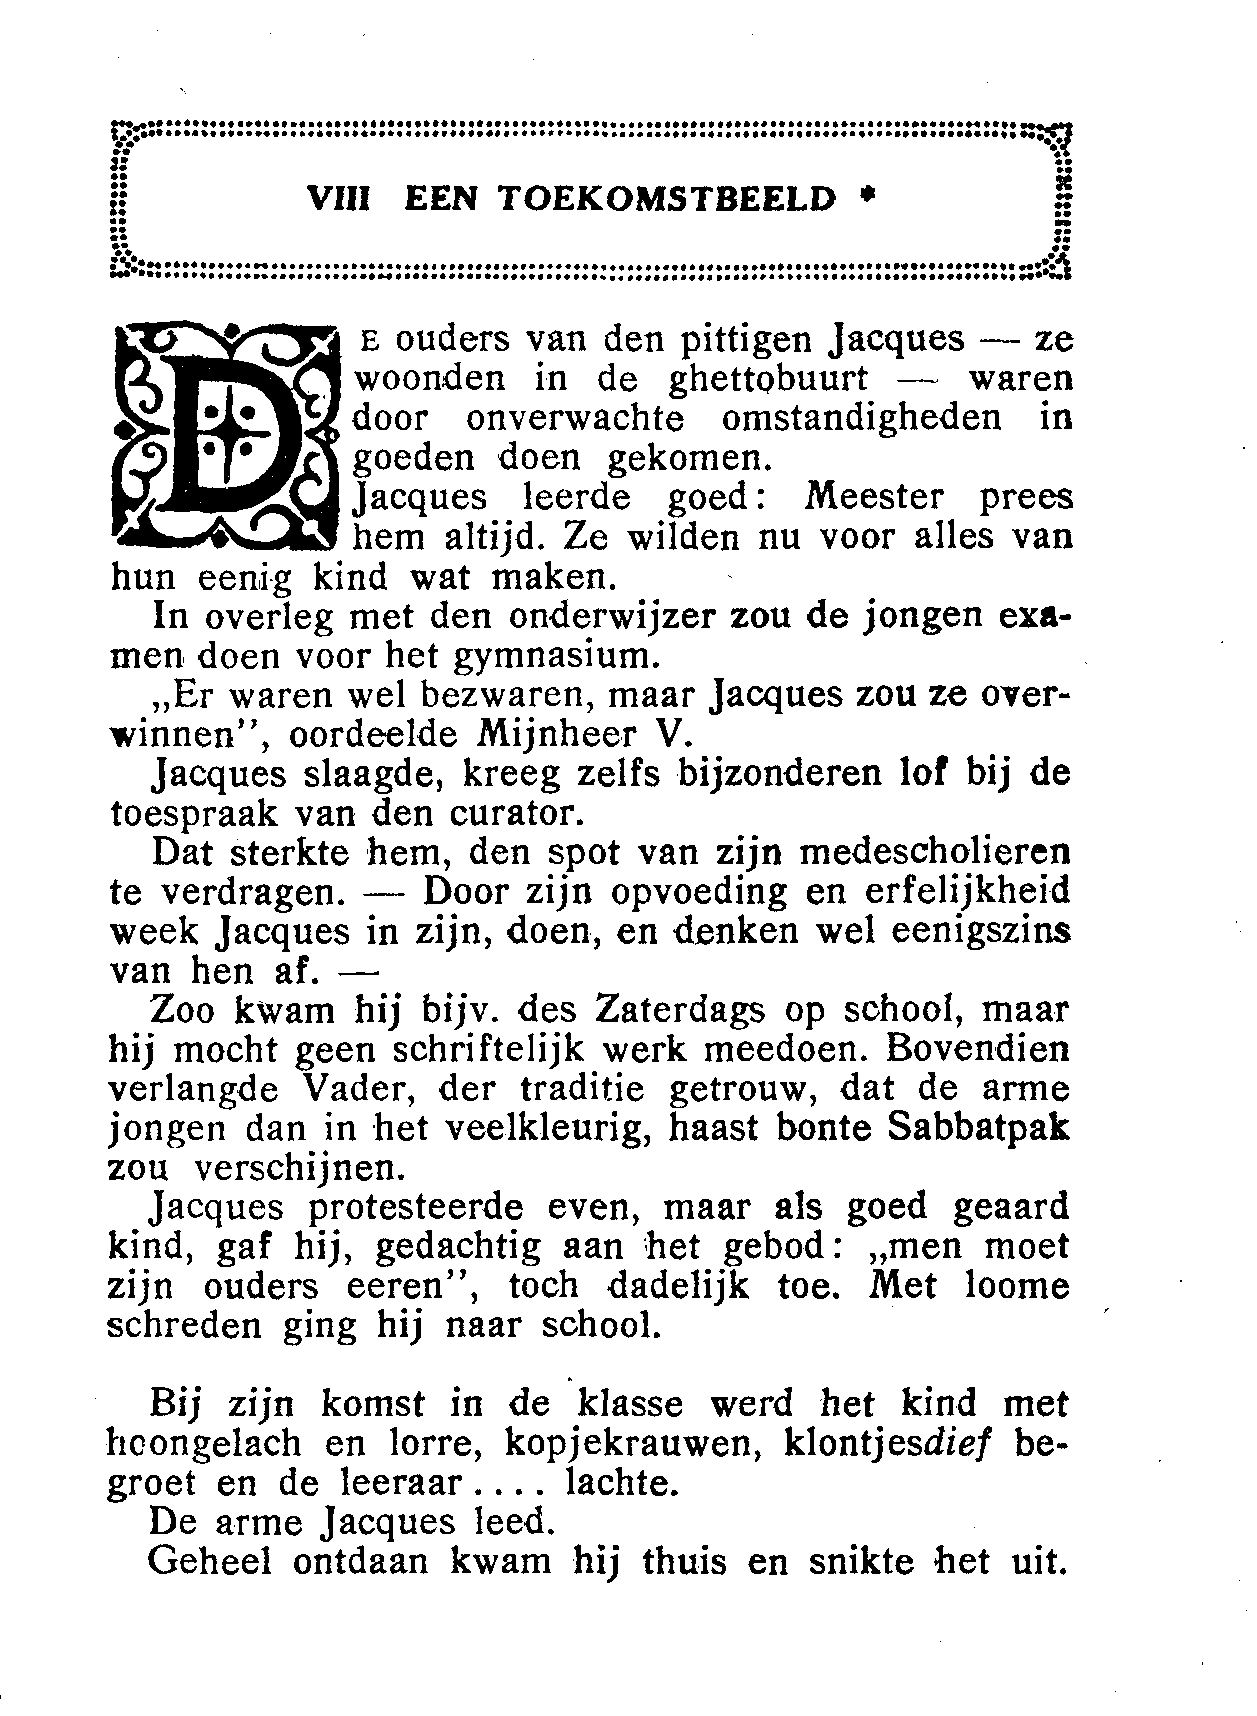 VIII EEN TOEKOMSTBEELD *
DE ouders van den pittigen Jacques — ze
woonden in de ghettobuurt — waren
door onverwachte omstandigheden in
goeden doen gekomen.
Jacques leerde goed: Meester prees
hem altijd. Ze wilden nu voor alles van
hun eenig kind wat maken.
In overleg met den onderwijzer zou de jongen exa-
men doen voor het gymnasium.
„Er waren wel bezwaren, maar Jacques zou ze over-
winnen”, oordeelde Mijnheer V.
Jacques slaagde, kreeg zelfs bijzonderen lof bij de
toespraak van den curator.
Dat sterkte hem, den spot van zijn medescholieren
te verdragen. — Door zijn opvoeding en erfelijkheid
week Jacques in zijn, doen, en denken wel eenigszins
van hen af. —
Zoo kwam hij bijv. des Zaterdags op school, maar
hij mocht geen schriftelijk werk meedoen. Bovendien
verlangde Vader, der traditie getrouw, dat de arme
jongen dan in het veelkleurig, haast bonte Sabbatpak
zou verschijnen.
Jacques protesteerde even, maar als goed geaard
kind, gaf hij, gedachtig aan het gebod: „men moet
zijn ouders eeren”, toch dadelijk toe. Met loome
schreden ging hij naar school.
Bij zijn komst in de klasse werd het kind met
hoongelach en lorre, kopjekrauwen, klontjesdief be-
groet en de leeraar .... lachte.
De arme Jacques leed.
Geheel ontdaan kwam hij thuis en snikte het uit.